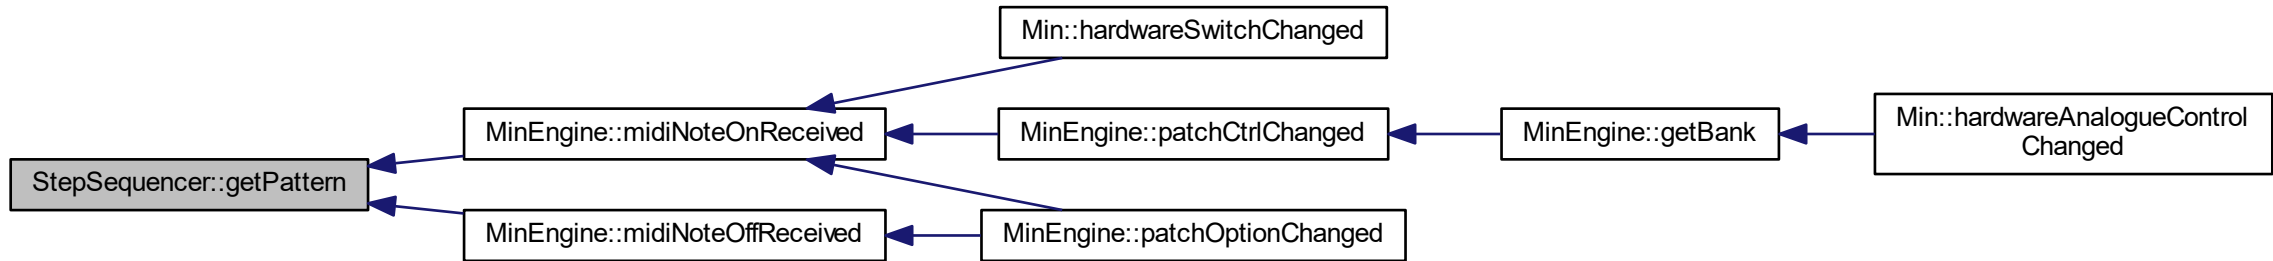 Min::hardwareSwitchChanged
MinEngine::midiNoteOnReceived
MinEngine::patchCtrlChanged
MinEngine::getBank
Min::hardwareAnalogueControl
Changed
StepSequencer::getPattern
MinEngine::midiNoteOffReceived
MinEngine::patchOptionChanged